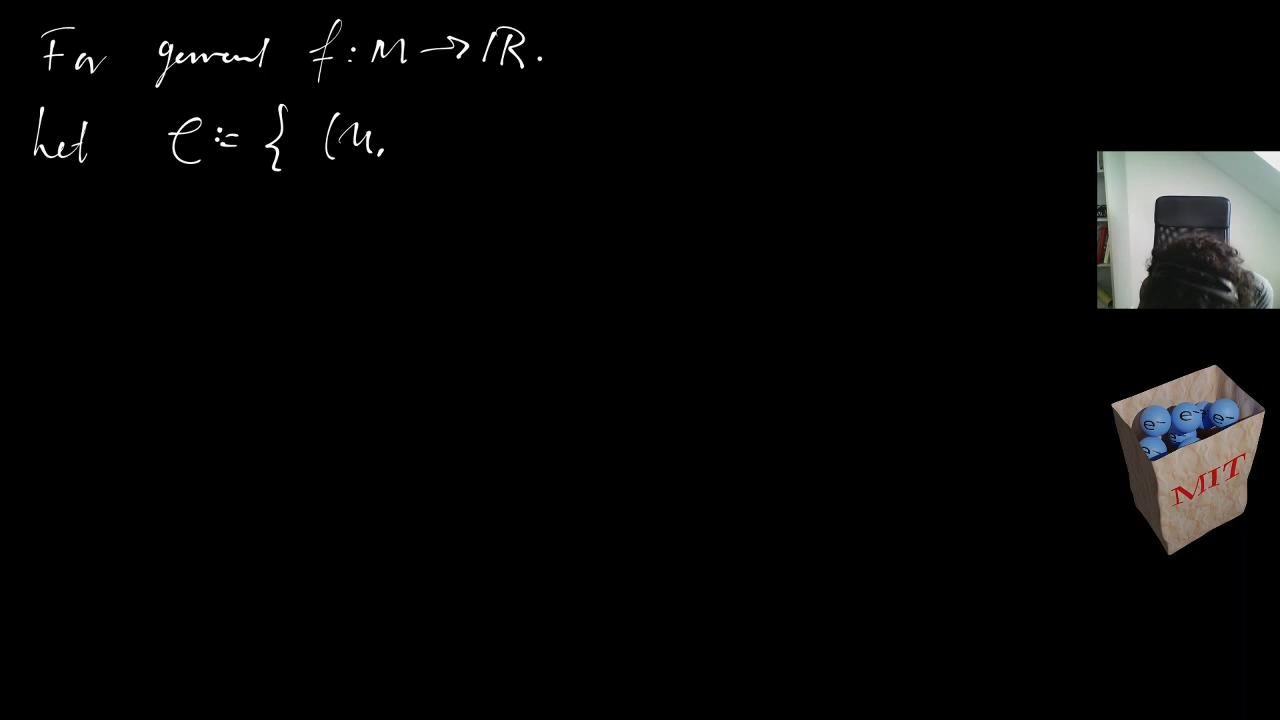 For general f: M → ℝ.
Let C := { (U,
e⁻ e⁻ e⁻
e⁻
MIT